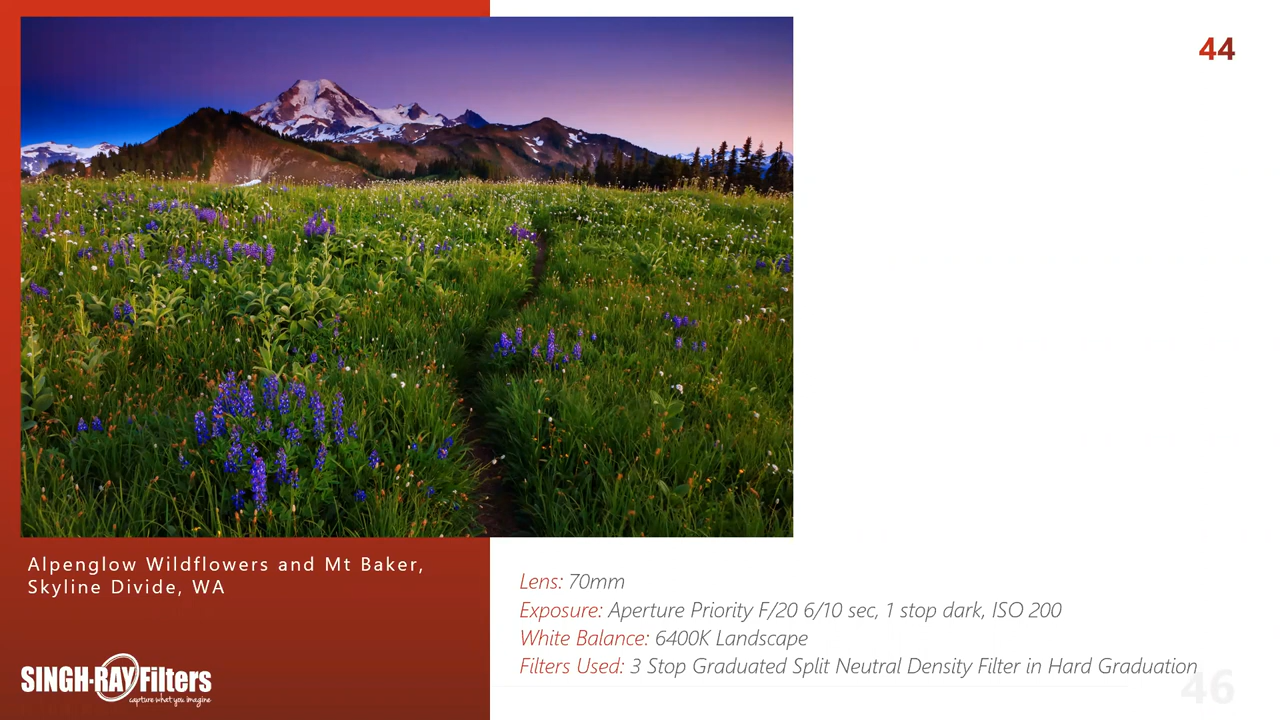 44
Alpenglow Wildflowers and Mt Baker,
Skyline Divide, WA
Lens: 70mm
Exposure: Aperture Priority F/20 6/10 sec, 1 stop dark, ISO 200
White Balance: 6400K Landscape
Filters Used: 3 Stop Graduated Split Neutral Density Filter in Hard Graduation
SINGH-RAY Filters
capture what you imagine
46